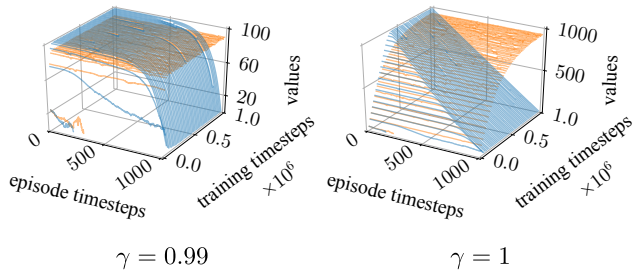 100
60
20
1.0
0.5
0.0
0
500
1000
values
training timesteps
×10⁶
episode timesteps
γ = 0.99
1000
500
1.0
0.5
0.0
0
500
1000
values
training timesteps
×10⁶
episode timesteps
γ = 1